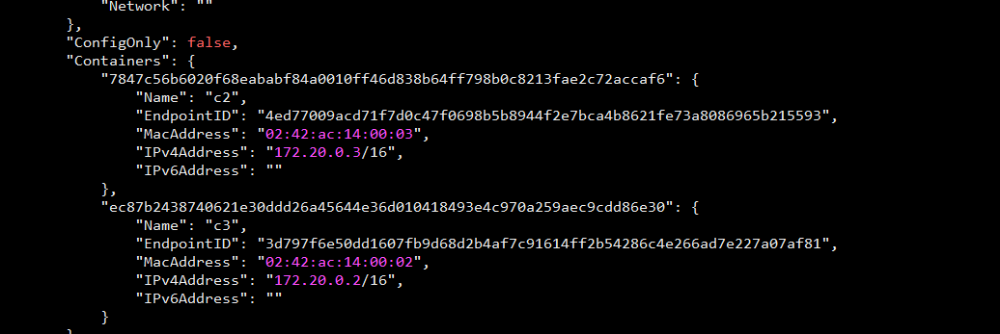 "Network": ""
},
"ConfigOnly": false,
"Containers": {
"7847c56b6020f68eababf84a0010ff46d838b64ff798b0c8213fae2c72accaf6": {
"Name": "c2",
"EndpointID": "4ed77009acd71f7d0c47f0698b5b8944f2e7bca4b8621fe73a8086965b215593",
"MacAddress": "02:42:ac:14:00:03",
"IPv4Address": "172.20.0.3/16",
"IPv6Address": ""
},
"ec87b2438740621e30ddd26a45644e36d010418493e4c970a259aec9cdd86e30": {
"Name": "c3",
"EndpointID": "3d797f6e50dd1607fb9d68d2b4af7c91614ff2b54286c4e266ad7e227a07af81",
"MacAddress": "02:42:ac:14:00:02",
"IPv4Address": "172.20.0.2/16",
"IPv6Address": ""
}